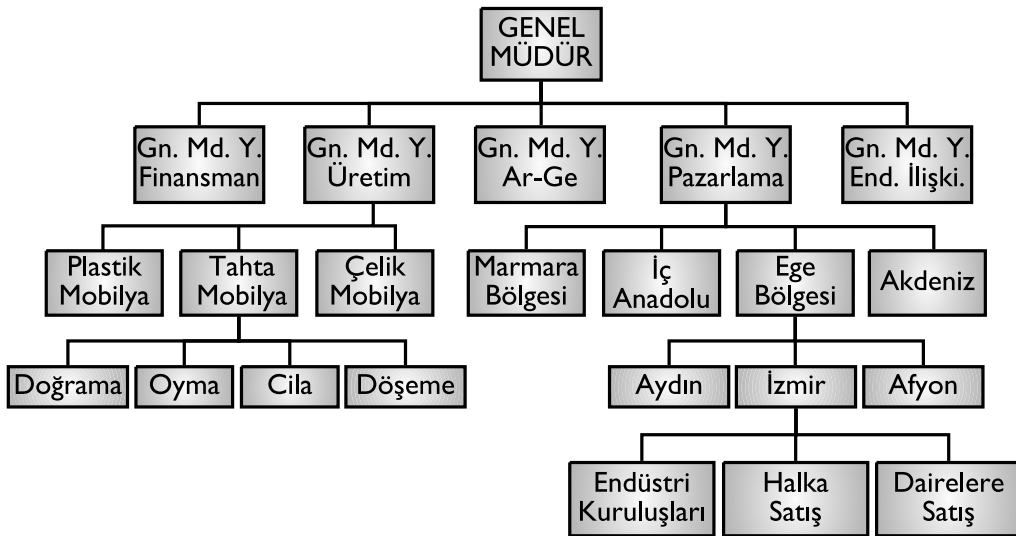 GENEL
MÜDÜR
Gn. Md. Y.
Finansman
Gn. Md. Y.
Üretim
Gn. Md. Y.
Ar-Ge
Gn. Md. Y.
Pazarlama
Gn. Md. Y.
End. İlişki.
Plastik
Mobilya
Tahta
Mobilya
Çelik
Mobilya
Marmara
Bölgesi
İç
Anadolu
Ege
Bölgesi
Akdeniz
Doğrama
Oyma
Cila
Döşeme
Aydın
İzmir
Afyon
Endüstri
Kuruluşları
Halka
Satış
Dairelere
Satış